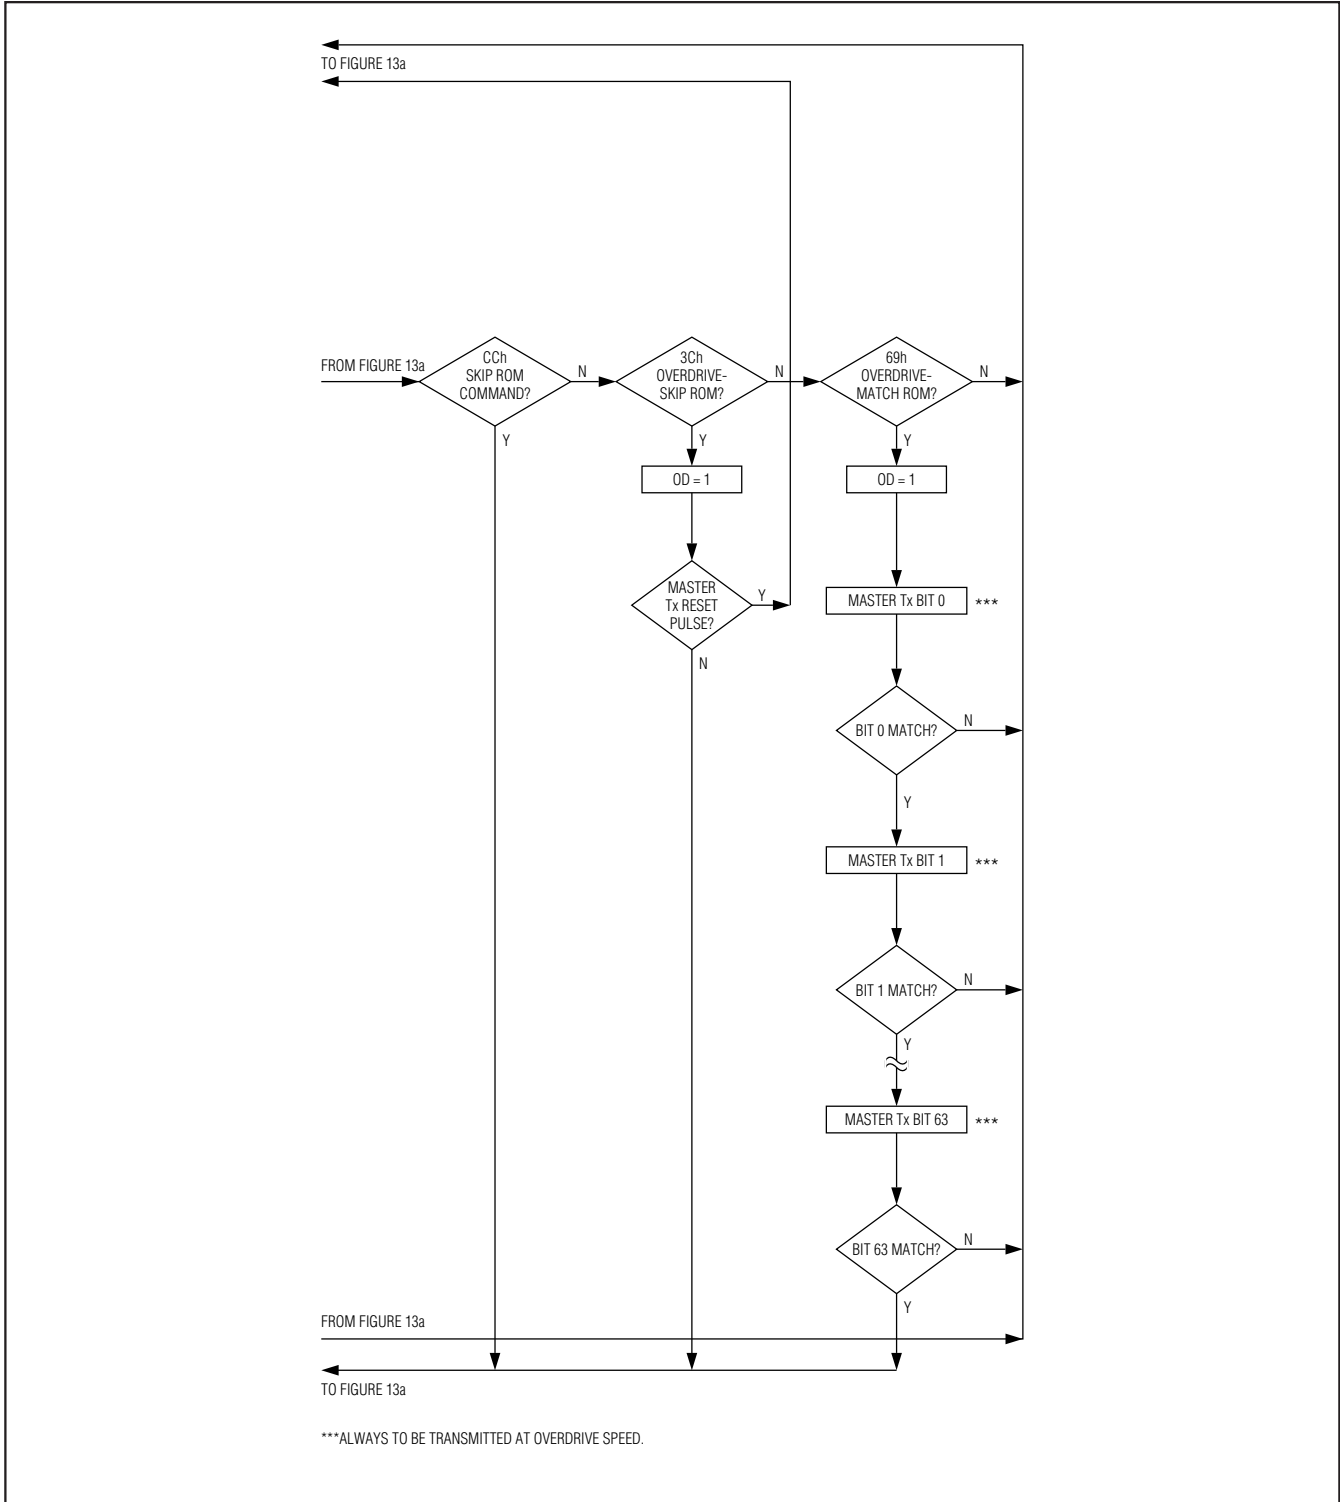 TO FIGURE 13a
FROM FIGURE 13a
CCh
SKIP ROM
COMMAND?
N
Y
3Ch
OVERDRIVE-
SKIP ROM?
N
Y
69h
OVERDRIVE-
MATCH ROM?
N
Y
OD = 1
OD = 1
MASTER
Tx RESET
PULSE?
Y
N
MASTER Tx BIT 0 ***
BIT 0 MATCH?
N
Y
MASTER Tx BIT 1 ***
BIT 1 MATCH?
N
Y
MASTER Tx BIT 63 ***
BIT 63 MATCH?
N
Y
FROM FIGURE 13a
TO FIGURE 13a
***ALWAYS TO BE TRANSMITTED AT OVERDRIVE SPEED.